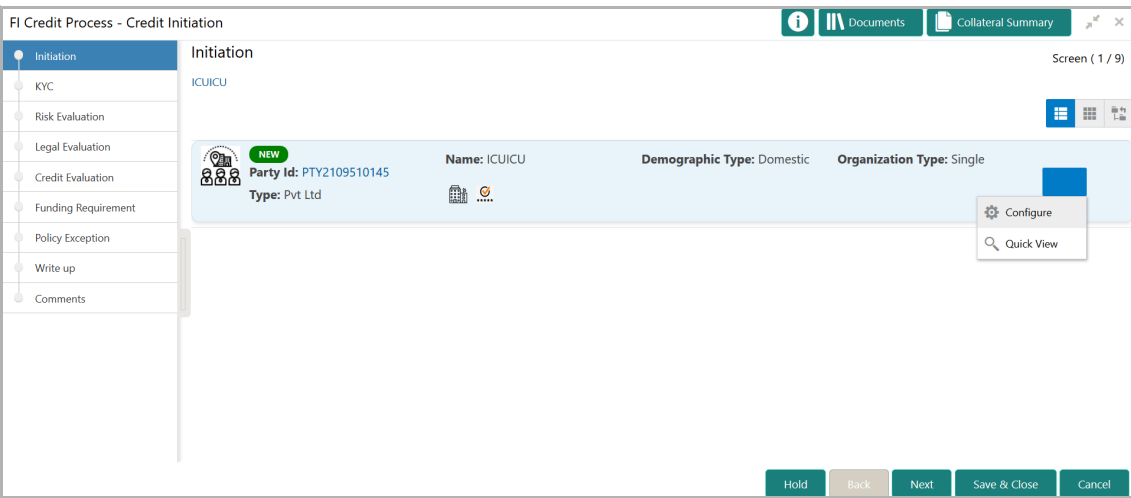 FI Credit Process - Credit Initiation
Documents
Collateral Summary
Initiation
KYC
Risk Evaluation
Legal Evaluation
Credit Evaluation
Funding Requirement
Policy Exception
Write up
Comments
Initiation
Screen ( 1 / 9)
ICUICU
NEW
Party Id: PTY2109510145
Type: Pvt Ltd
Name: ICUICU
Demographic Type: Domestic
Organization Type: Single
Configure
Quick View
Hold
Back
Next
Save & Close
Cancel